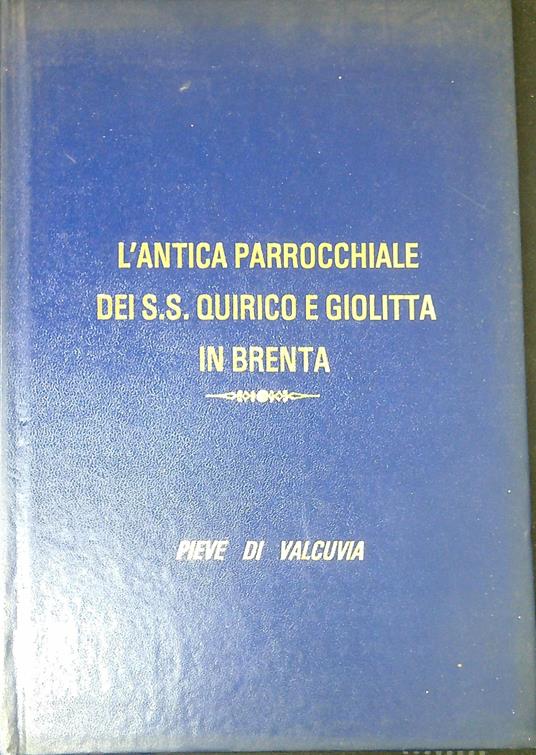 L'ANTICA PARROCCHIALE
DEI S.S. QUIRICO E GIOLITTA
IN BRENTA
PIEVE DI VALCUVIA